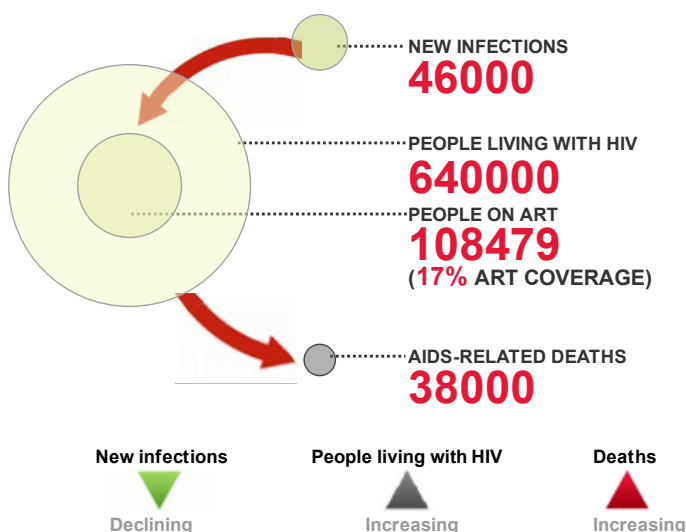 NEW INFECTIONS
46000
PEOPLE LIVING WITH HIV
640000
PEOPLE ON ART
108479
(17% ART COVERAGE)
AIDS-RELATED DEATHS
38000
New infections
People living with HIV
Deaths
Declining
Increasing
Increasing